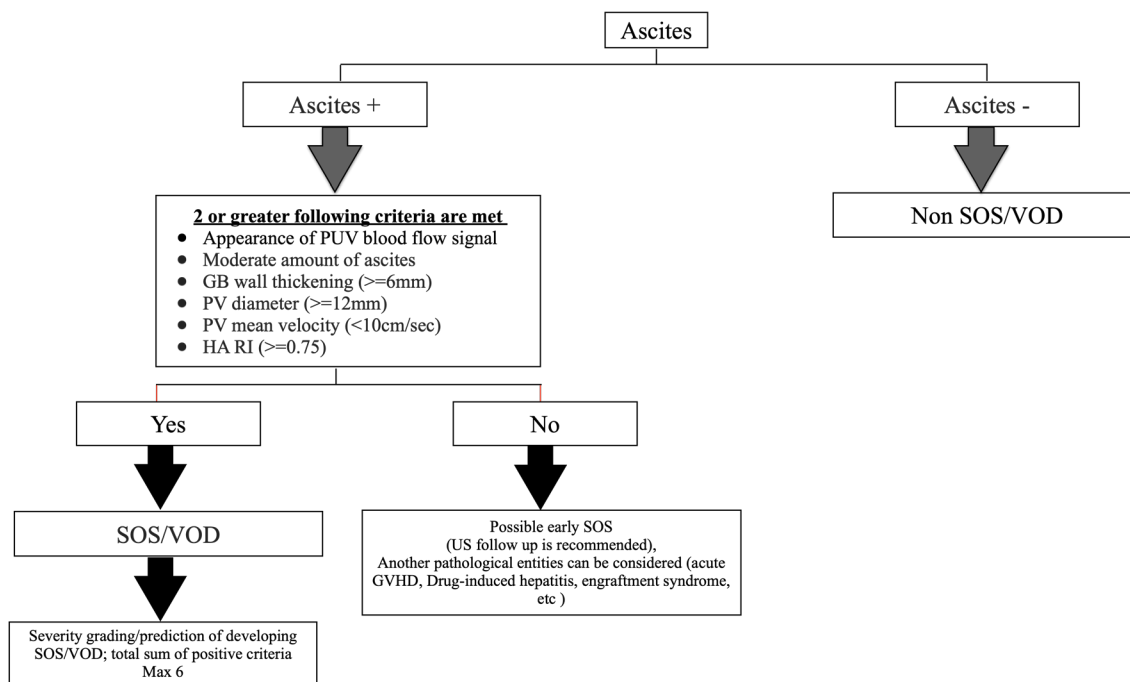 Ascites
Ascites +
Ascites -
2 or greater following criteria are met
● Appearance of PUV blood flow signal
● Moderate amount of ascites
● GB wall thickening (>=6mm)
● PV diameter (>=12mm)
● PV mean velocity (<10cm/sec)
● HA RI (>=0.75)
Non SOS/VOD
Yes
No
SOS/VOD
Possible early SOS
(US follow up is recommended),
Another pathological entities can be considered (acute
GVHD, Drug-induced hepatitis, engraftment syndrome,
etc )
Severity grading/prediction of developing
SOS/VOD; total sum of positive criteria
Max 6